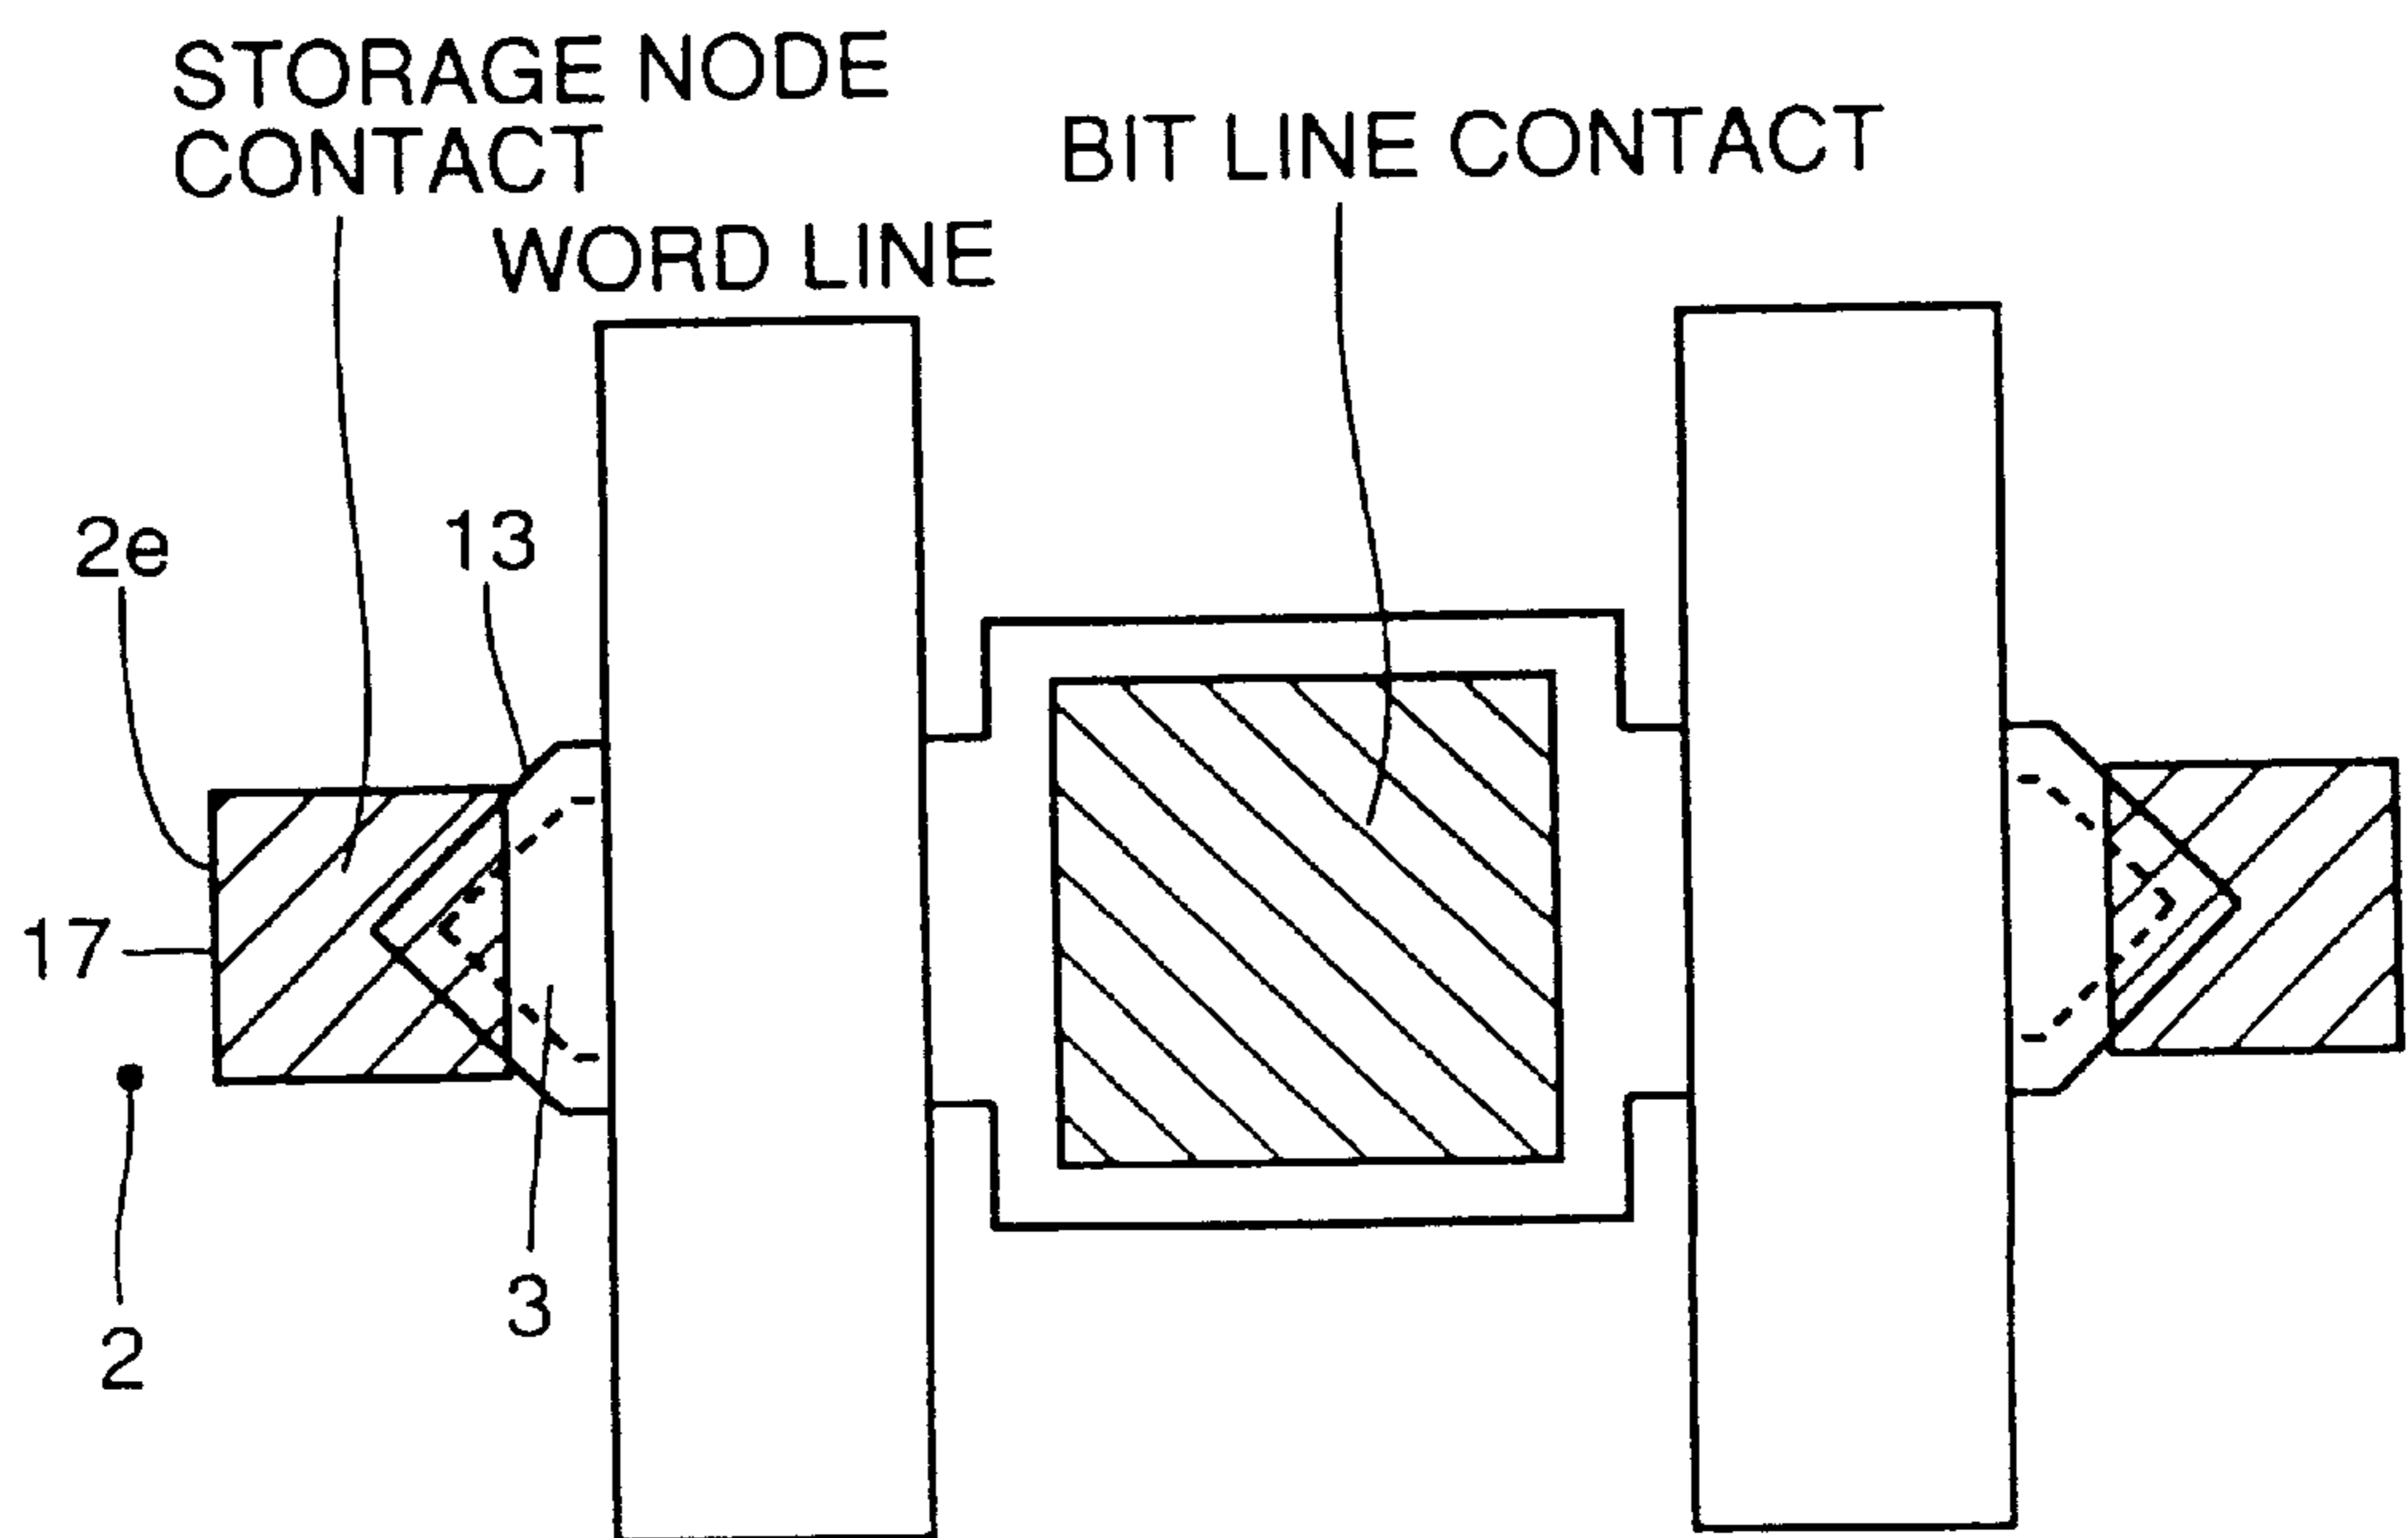 STORAGE NODE
CONTACT
BIT LINE CONTACT
WORD LINE
2e
13
17
3
2